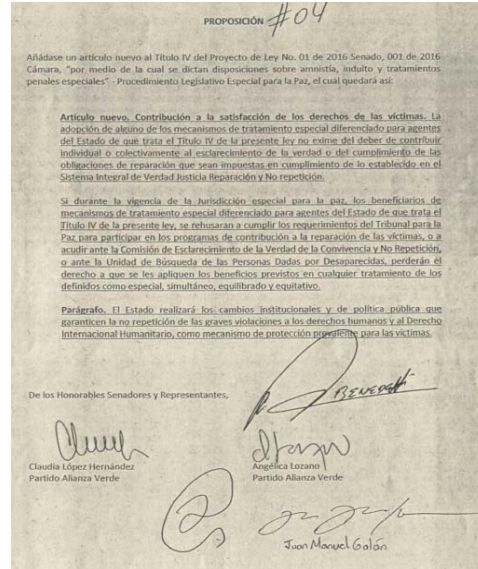 PROPOSICIÓN #04
Añádase un artículo nuevo al Título IV del Proyecto de Ley No. 01 de 2016 Senado, 001 de 2016
Cámara, "por medio de la cual se dictan disposiciones sobre amnistía, indulto y tratamientos
penales especiales" - Procedimiento Legislativo Especial para la Paz, el cual quedará así:
Artículo nuevo. Contribución a la satisfacción de los derechos de las víctimas. La
adopción de alguno de los mecanismos de tratamiento especial diferenciado para agentes
del Estado de que trata el Título IV de la presente ley no exime del deber de contribuir
individual o colectivamente al esclarecimiento de la verdad o del cumplimiento de las
obligaciones de reparación que sean impuestas en cumplimiento de lo establecido en el
Sistema Integral de Verdad Justicia Reparación y No repetición.
Si durante la vigencia de la Jurisdicción especial para la paz, los beneficiarios de
mecanismos de tratamiento especial diferenciado para agentes del Estado de que trata el
Título IV de la presente ley, se rehusaran a cumplir los requerimientos del Tribunal para la
Paz para participar en los programas de contribución a la reparación de las víctimas, o a
acudir ante la Comisión de Esclarecimiento de la Verdad de la Convivencia y No Repetición,
o ante la Unidad de Búsqueda de las Personas Dadas por Desaparecidas, perderán el
derecho a que se les apliquen los beneficios previstos en cualquier tratamiento de los
definidos como especial, simultáneo, equilibrado y equitativo.
Parágrafo. El Estado realizará los cambios institucionales y de política pública que
garanticen la no repetición de las graves violaciones a los derechos humanos y al Derecho
Internacional Humanitario, como mecanismo de protección prevalente para las víctimas.
De los Honorables Senadores y Representantes,
BENEDETTI
Claudia López Hernández
Partido Alianza Verde
Angélica Lozano
Partido Alianza Verde
Juan Manuel Galán